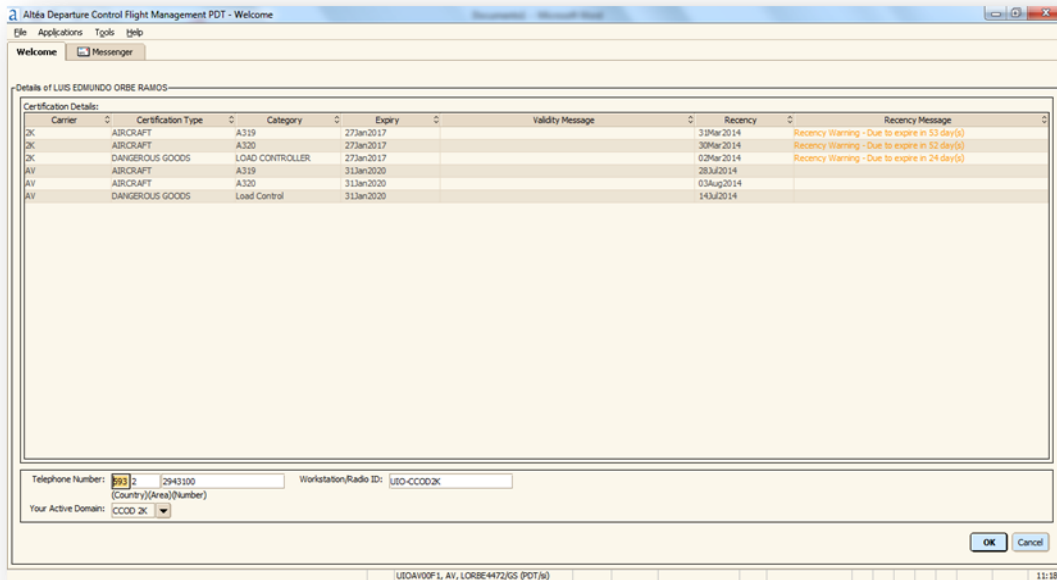 a Altéa Departure Control Flight Management PDT - Welcome
File Applications Tools Help
Welcome Messenger
Details of LUIS EDMUNDO ORBE RAMOS
Certification Details:
Carrier Certification Type Category Expiry Validity Message Recency Recency Message
2K AIRCRAFT A319 27Jan2017 31Mar2014 Recency Warning - Due to expire in 53 day(s)
2K AIRCRAFT A320 27Jan2017 30Mar2014 Recency Warning - Due to expire in 52 day(s)
2K DANGEROUS GOODS LOAD CONTROLLER 27Jan2017 02Mar2014 Recency Warning - Due to expire in 24 day(s)
AV AIRCRAFT A319 31Jan2020 28Jul2014
AV AIRCRAFT A320 31Jan2020 03Aug2014
AV DANGEROUS GOODS Load Control 31Jan2020 14Jul2014
Telephone Number: 593 2 2943100 Workstation/Radio ID: UIO-CCOD2K
(Country)(Area)(Number)
Your Active Domain: CCOD 2K
OK Cancel
UIOAV00F1, AV, LORBE4472/GS (PDT/si) 11:18